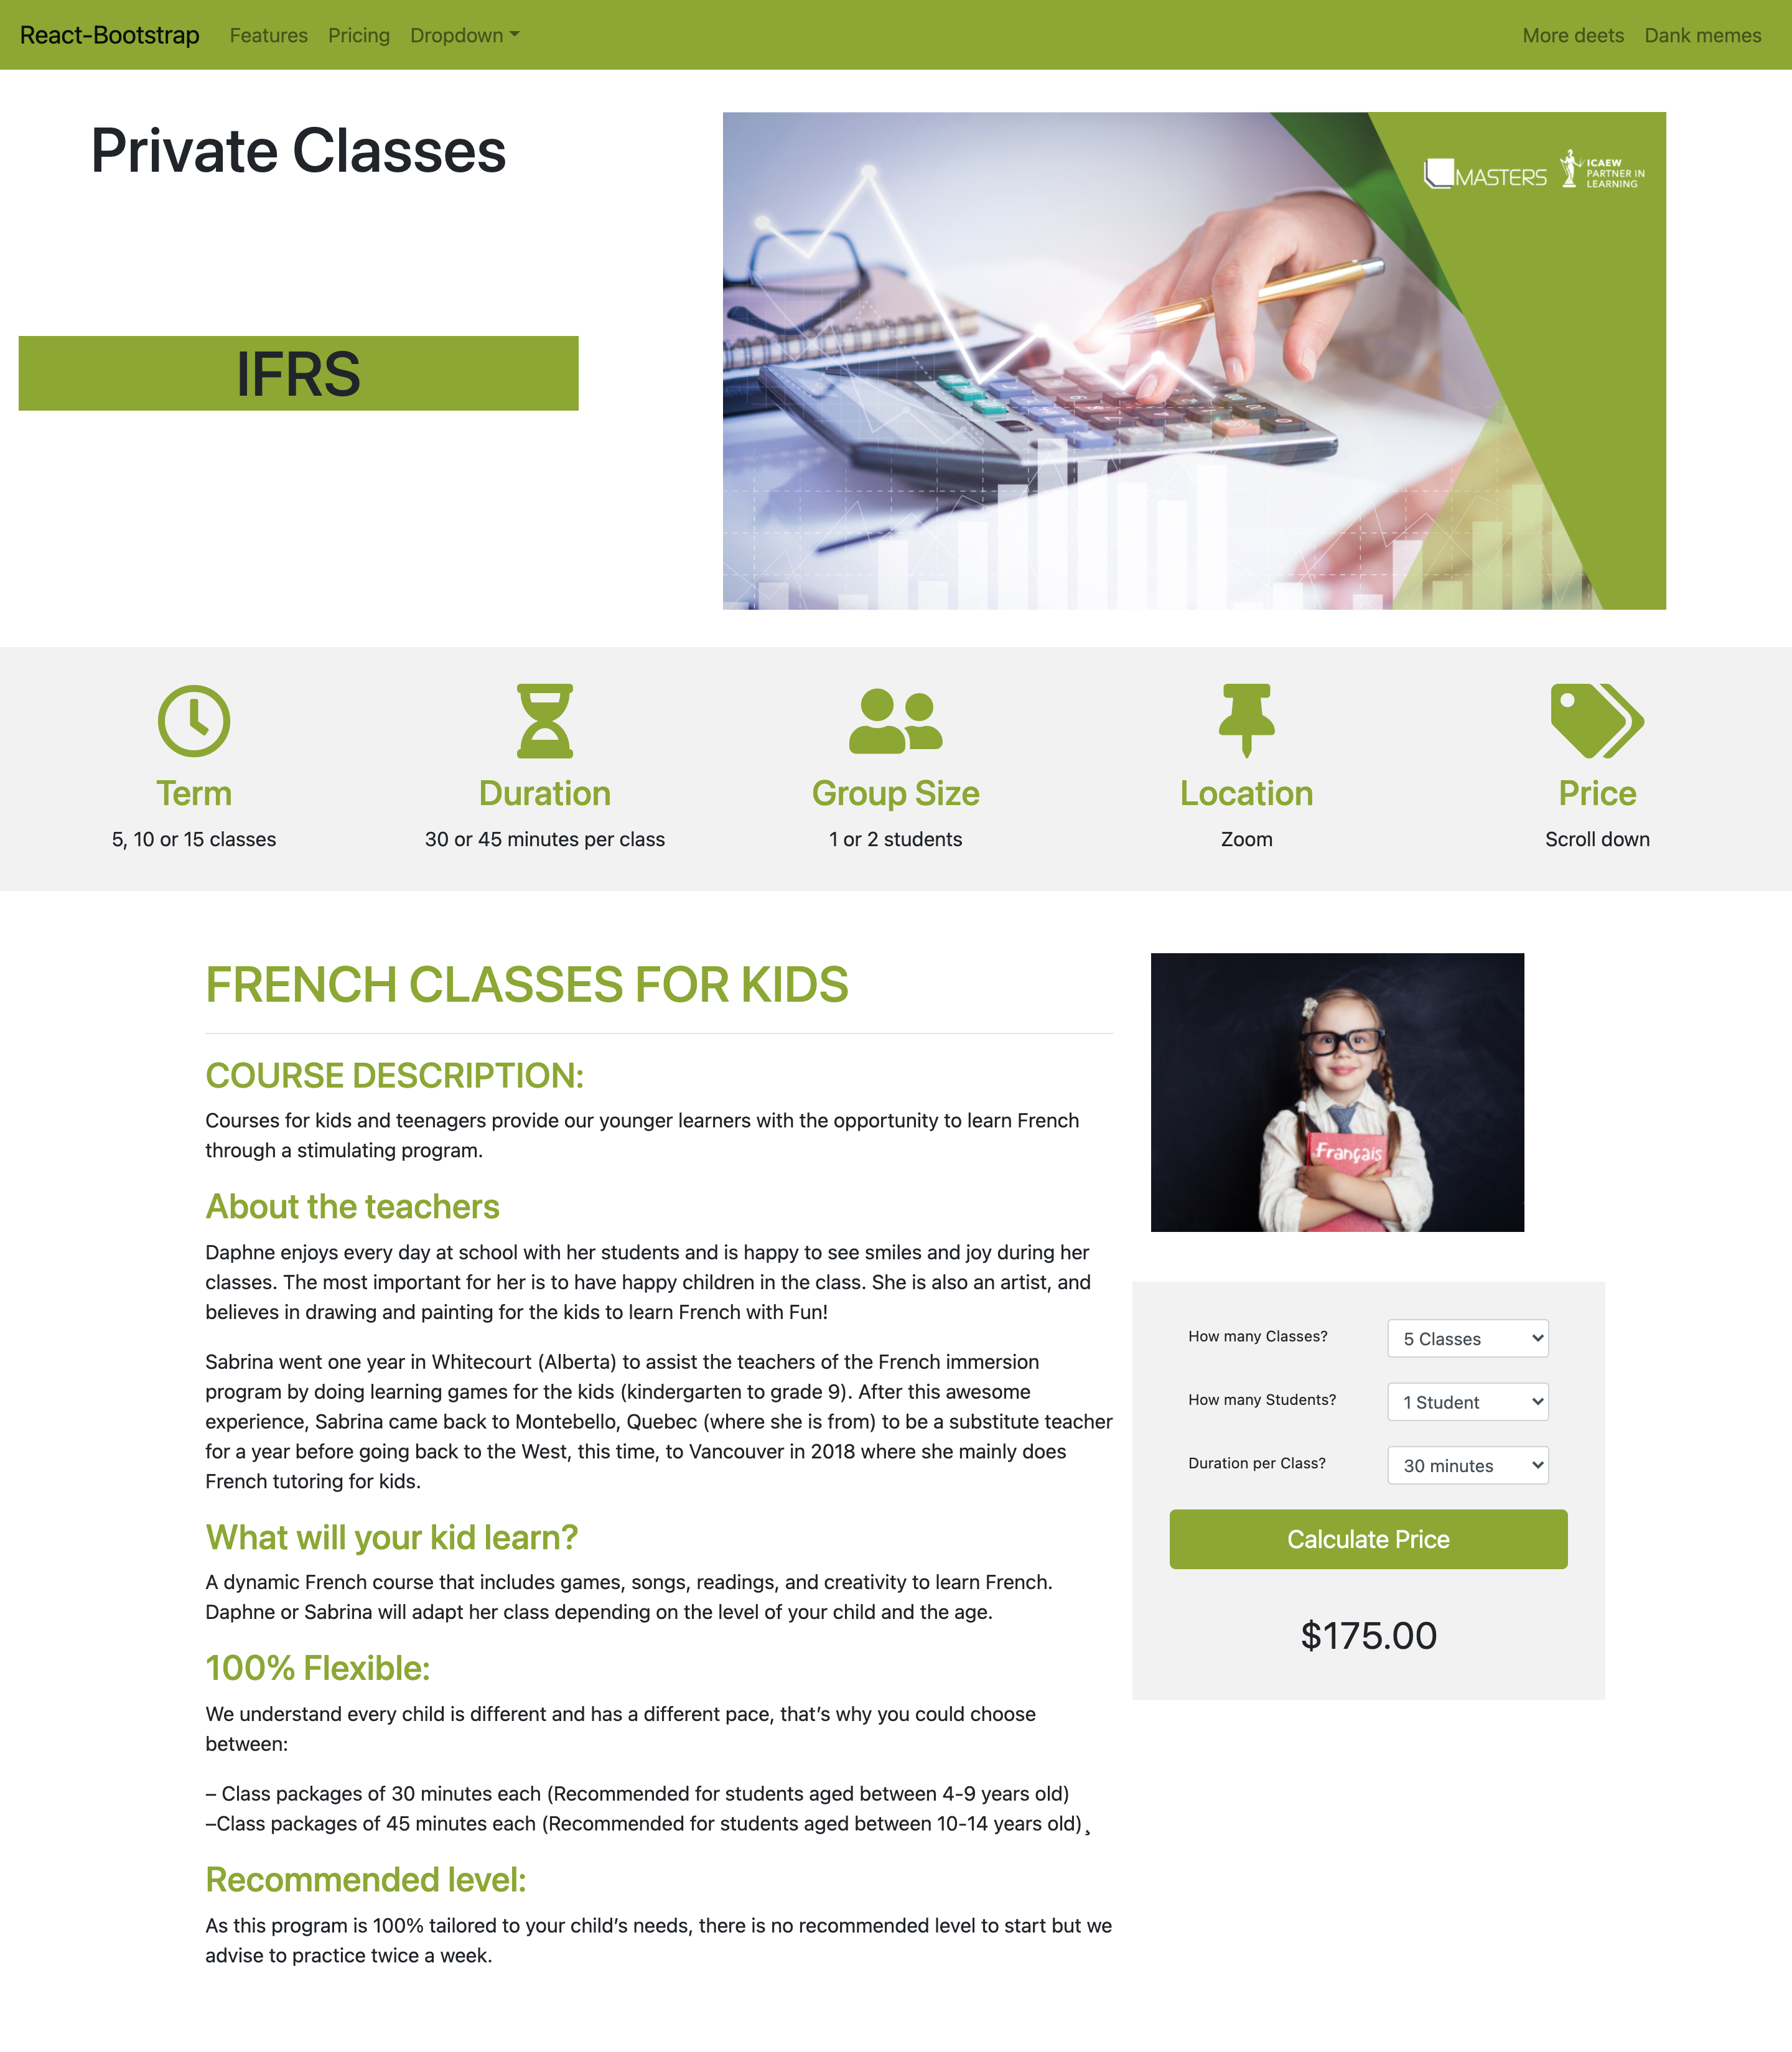 React-Bootstrap Features Pricing Dropdown More deets Dank memes
Private Classes
MASTERS
ICAEW
PARTNER IN
LEARNING
IFRS
Term
5, 10 or 15 classes
Duration
30 or 45 minutes per class
Group Size
1 or 2 students
Location
Zoom
Price
Scroll down
FRENCH CLASSES FOR KIDS
COURSE DESCRIPTION:
Courses for kids and teenagers provide our younger learners with the opportunity to learn French
through a stimulating program.
About the teachers
Daphne enjoys every day at school with her students and is happy to see smiles and joy during her
classes. The most important for her is to have happy children in the class. She is also an artist, and
believes in drawing and painting for the kids to learn French with Fun!
Sabrina went one year in Whitecourt (Alberta) to assist the teachers of the French immersion
program by doing learning games for the kids (kindergarten to grade 9). After this awesome
experience, Sabrina came back to Montebello, Quebec (where she is from) to be a substitute teacher
for a year before going back to the West, this time, to Vancouver in 2018 where she mainly does
French tutoring for kids.
What will your kid learn?
A dynamic French course that includes games, songs, readings, and creativity to learn French.
Daphne or Sabrina will adapt her class depending on the level of your child and the age.
100% Flexible:
We understand every child is different and has a different pace, that’s why you could choose
between:
– Class packages of 30 minutes each (Recommended for students aged between 4-9 years old)
–Class packages of 45 minutes each (Recommended for students aged between 10-14 years old)¸
Recommended level:
As this program is 100% tailored to your child’s needs, there is no recommended level to start but we
advise to practice twice a week.
Français
How many Classes? 5 Classes
How many Students? 1 Student
Duration per Class? 30 minutes
Calculate Price
$175.00